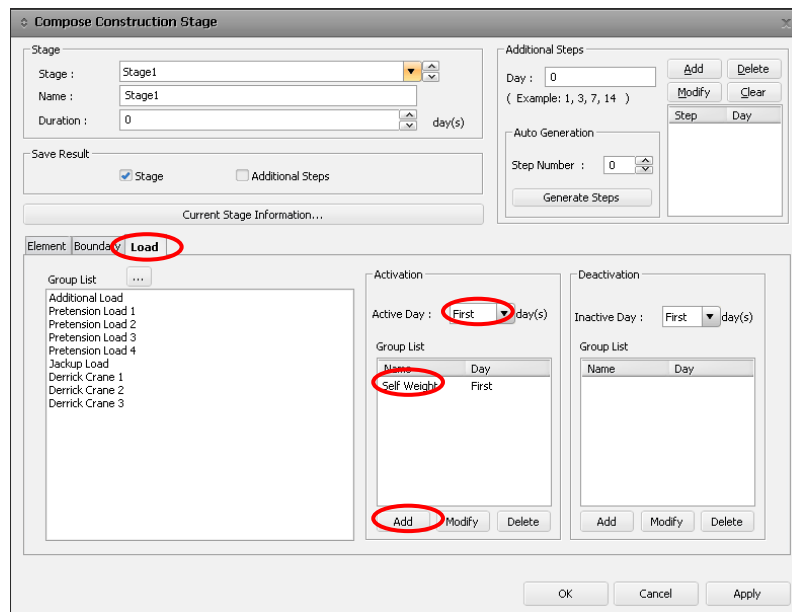 Compose Construction Stage
Stage
Stage : Stage1
Name : Stage1
Duration : 0 day(s)
Save Result
Stage Additional Steps
Current Stage Information...
Additional Steps
Day : 0
( Example: 1, 3, 7, 14 )
Add Delete
Modify Clear
Step Day
Auto Generation
Step Number : 0
Generate Steps
Element Boundary Load
Group List ...
Additional Load
Pretension Load 1
Pretension Load 2
Pretension Load 3
Pretension Load 4
Jackup Load
Derrick Crane 1
Derrick Crane 2
Derrick Crane 3
Activation
Active Day : First day(s)
Group List
Name Day
Self Weight First
Add Modify Delete
Deactivation
Inactive Day : First day(s)
Group List
Name Day
Add Modify Delete
OK Cancel Apply